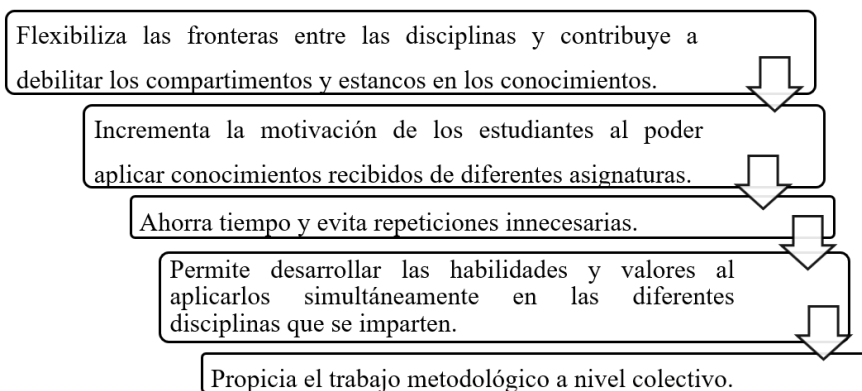 Flexibiliza las fronteras entre las disciplinas y contribuye a
debilitar los compartimentos y estancos en los conocimientos.
Incrementa la motivación de los estudiantes al poder
aplicar conocimientos recibidos de diferentes asignaturas.
Ahorra tiempo y evita repeticiones innecesarias.
Permite desarrollar las habilidades y valores al
aplicarlos simultáneamente en las diferentes
disciplinas que se imparten.
Propicia el trabajo metodológico a nivel colectivo.